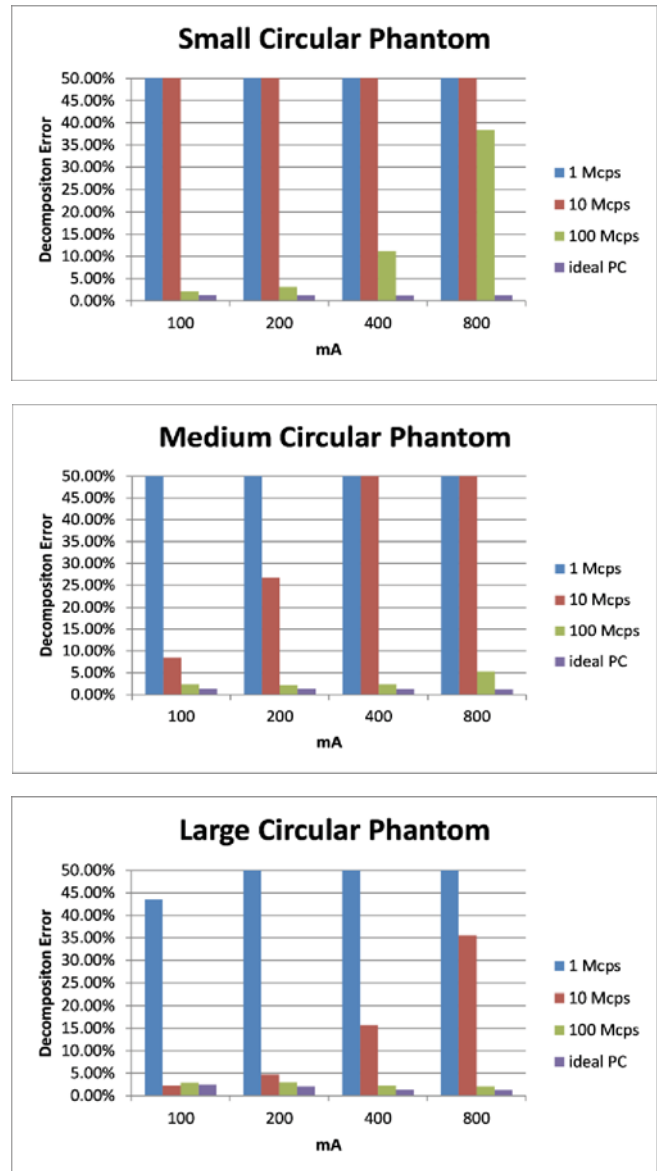 Small Circular Phantom
Decompositon Error
50.00%
45.00%
40.00%
35.00%
30.00%
25.00%
20.00%
15.00%
10.00%
5.00%
0.00%
100 200 400 800
mA
1 Mcps
10 Mcps
100 Mcps
ideal PC
Medium Circular Phantom
Decompositon Error
50.00%
45.00%
40.00%
35.00%
30.00%
25.00%
20.00%
15.00%
10.00%
5.00%
0.00%
100 200 400 800
mA
1 Mcps
10 Mcps
100 Mcps
ideal PC
Large Circular Phantom
Decompositon Error
50.00%
45.00%
40.00%
35.00%
30.00%
25.00%
20.00%
15.00%
10.00%
5.00%
0.00%
100 200 400 800
mA
1 Mcps
10 Mcps
100 Mcps
ideal PC